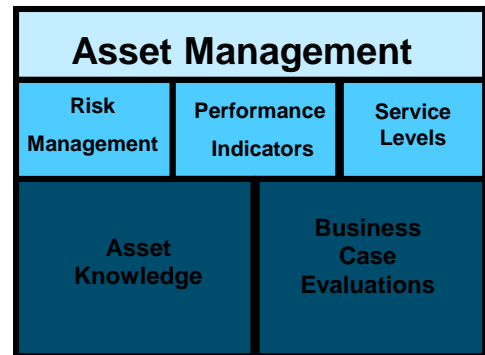 Asset Management
Risk
Management
Performance
Indicators
Service
Levels
Asset
Knowledge
Business
Case
Evaluations